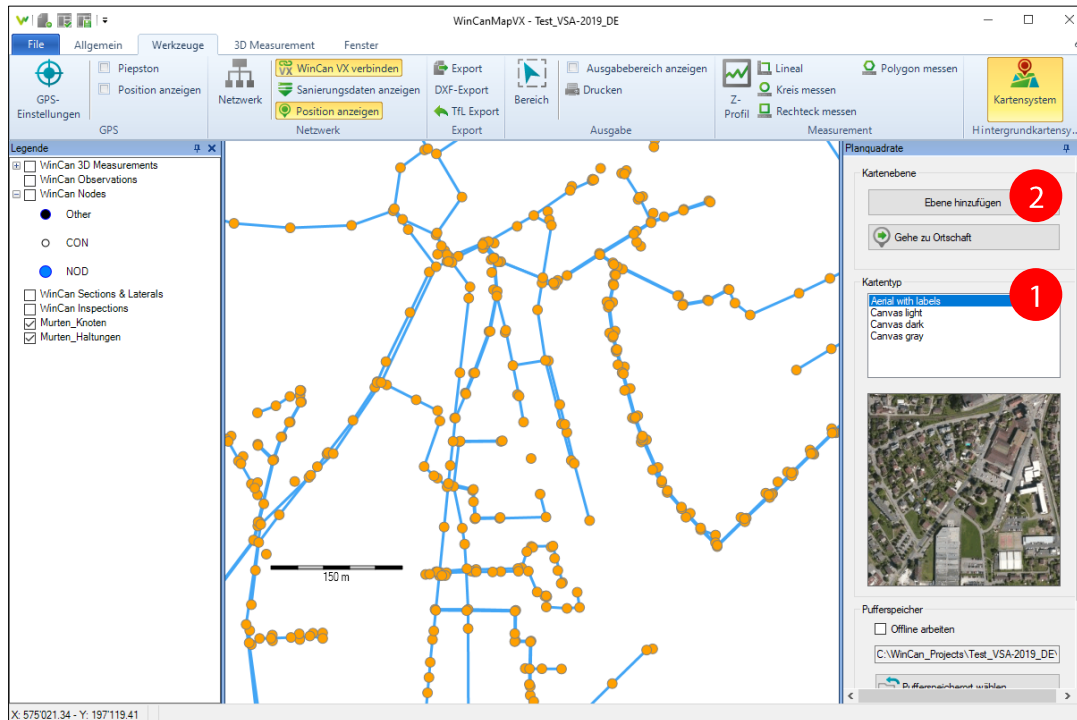 WinCanMapVX - Test_VSA-2019_DE
File Allgemein Werkzeuge 3D Measurement Fenster
GPS-Einstellungen
Piepston
Position anzeigen
GPS
Netzwerk
WinCan VX verbinden
Sanierungsdaten anzeigen
Position anzeigen
Netzwerk
Export
DXF-Export
TfL Export
Export
Bereich
Ausgabebereich anzeigen
Drucken
Ausgabe
Z-Profil
Lineal
Kreis messen
Rechteck messen
Polygon messen
Measurement
Kartensystem
Hintergrundkartensy...
Legende
WinCan 3D Measurements
WinCan Observations
WinCan Nodes
Other
CON
NOD
WinCan Sections & Laterals
WinCan Inspections
Murten_Knoten
Murten_Haltungen
150 m
Planquadrate
Kartenebene
Ebene hinzufügen
2
Gehe zu Ortschaft
Kartentyp
1
Aerial with labels
Canvas light
Canvas dark
Canvas gray
Pufferspeicher
Offline arbeiten
C:\WinCan_Projects\Test_VSA-2019_DE\
Pufferspeicherort wählen
X: 575'021.34 - Y: 197'119.41